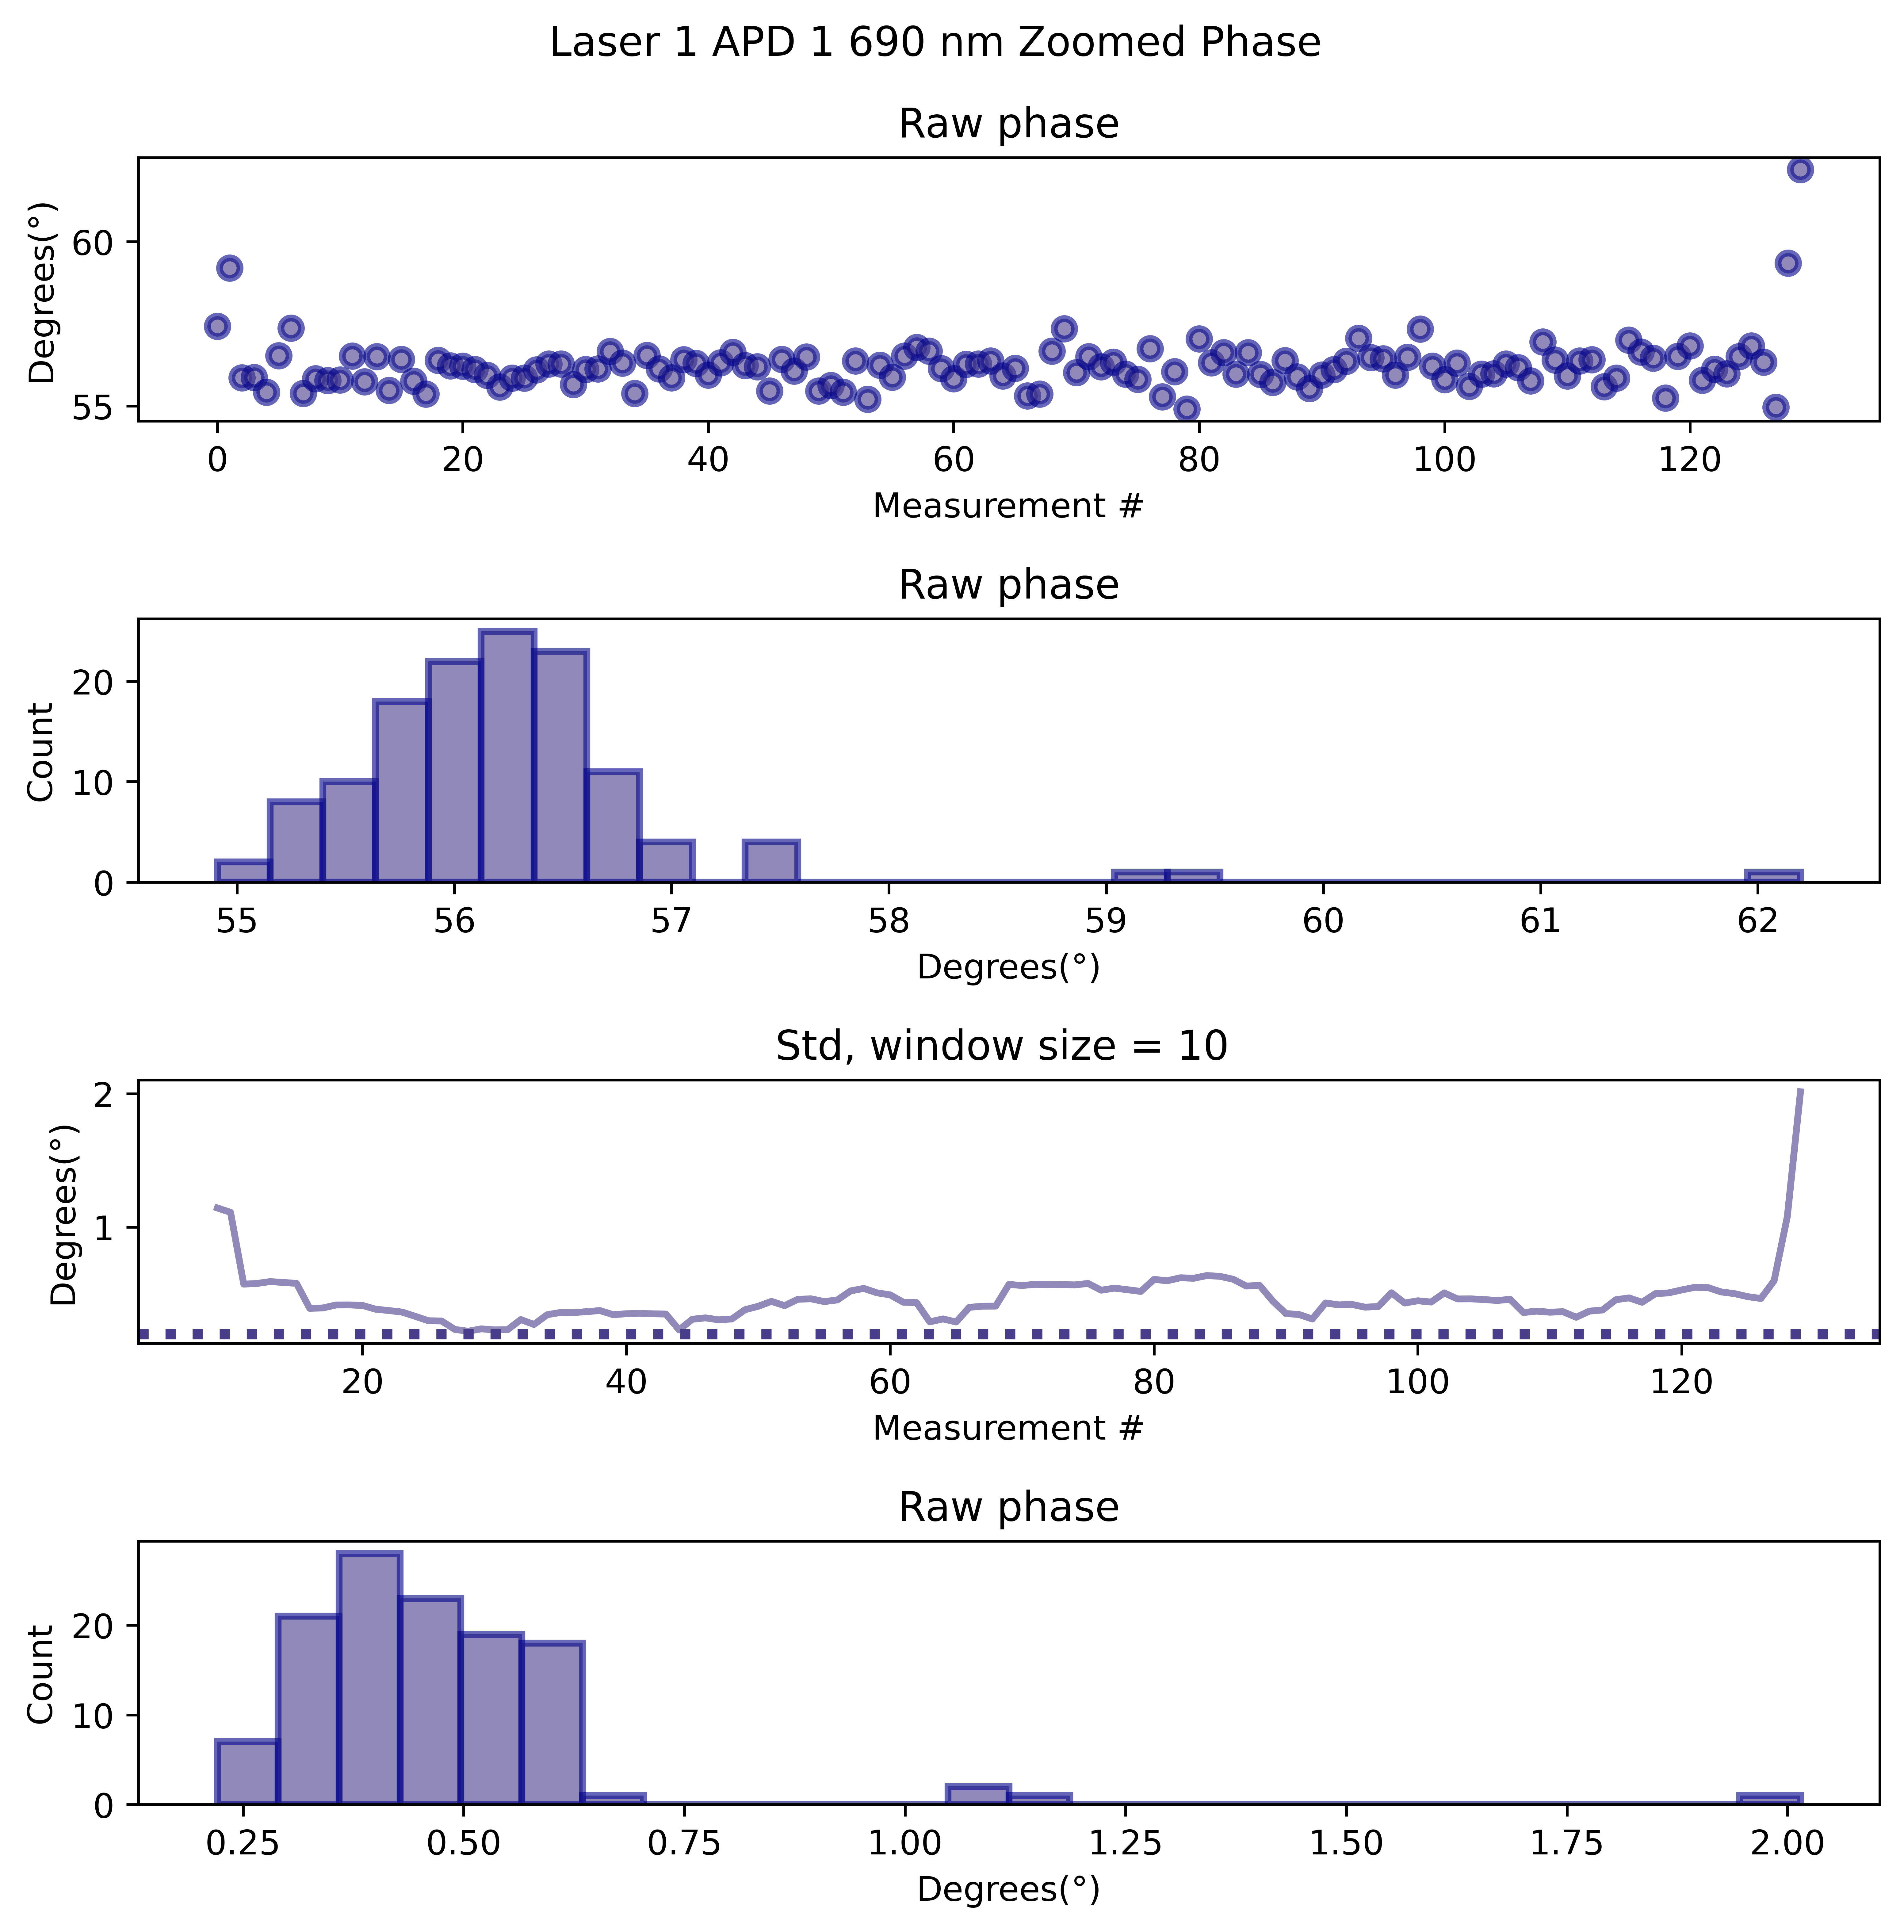 Laser 1 APD 1 690 nm Zoomed Phase
Raw phase
Degrees(°)
60
55
0 20 40 60 80 100 120
Measurement #
Raw phase
Count
20
10
0
55 56 57 58 59 60 61 62
Degrees(°)
Std, window size = 10
Degrees(°)
2
1
20 40 60 80 100 120
Measurement #
Raw phase
Count
20
10
0
0.25 0.50 0.75 1.00 1.25 1.50 1.75 2.00
Degrees(°)